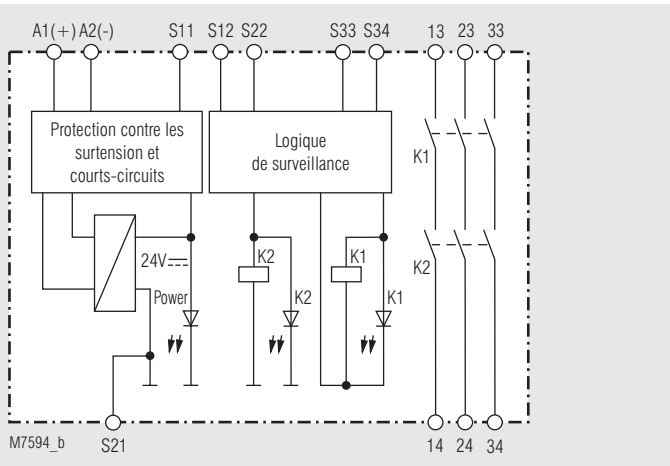 A1(+) A2(-) S11 S12 S22 S33 S34 13 23 33
Protection contre les
surtension et
courts-circuits
Logique
de surveillance
K1
K2
24V
K2
K1
Power
K2
K1
M7594_b
S21
14 24 34